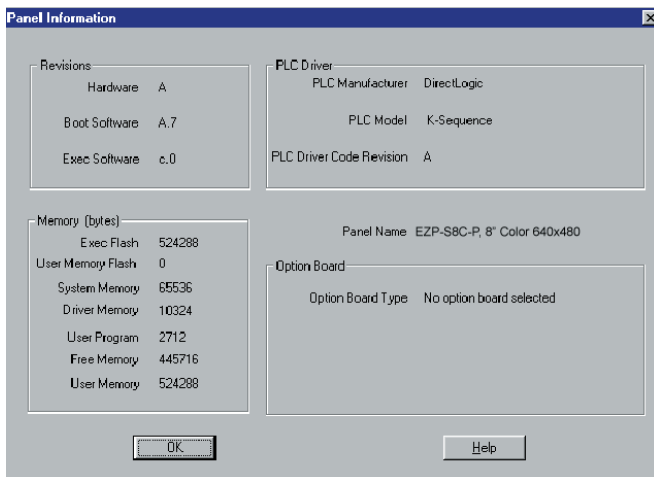 Panel Information
Revisions
Hardware A
Boot Software A.7
Exec Software c.0
PLC Driver
PLC Manufacturer DirectLogic
PLC Model K-Sequence
PLC Driver Code Revision A
Memory (bytes)
Exec Flash 524288
User Memory Flash 0
System Memory 65536
Driver Memory 10324
User Program 2712
Free Memory 445716
User Memory 524288
Panel Name EZP-S8C-P, 8" Color 640x480
Option Board
Option Board Type No option board selected
OK
Help